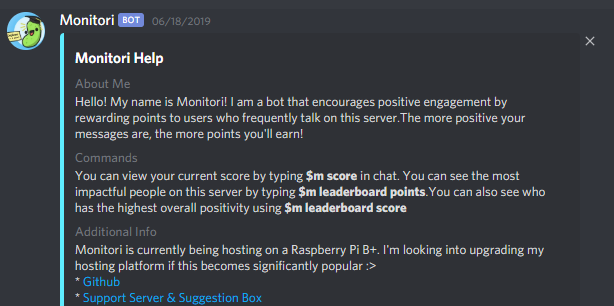 Monitori BOT 06/18/2019
Monitori Help
About Me
Hello! My name is Monitori! I am a bot that encourages positive engagement by
rewarding points to users who frequently talk on this server.The more positive your
messages are, the more points you'll earn!
Commands
You can view your current score by typing $m score in chat. You can see the most
impactful people on this server by typing $m leaderboard points.You can also see who
has the highest overall positivity using $m leaderboard score
Additional Info
Monitori is currently being hosting on a Raspberry Pi B+. I'm looking into upgrading my
hosting platform if this becomes significantly popular :>
* Github
* Support Server & Suggestion Box